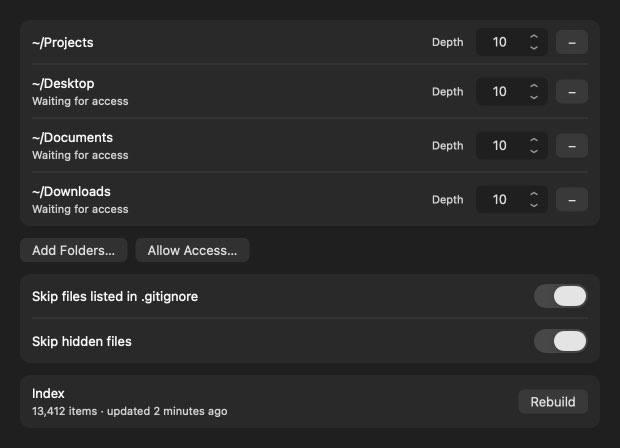 ~/Projects
Depth 10 –
~/Desktop
Waiting for access
Depth 10 –
~/Documents
Waiting for access
Depth 10 –
~/Downloads
Waiting for access
Depth 10 –
Add Folders... Allow Access...
Skip files listed in .gitignore
Skip hidden files
Index
13,412 items · updated 2 minutes ago
Rebuild